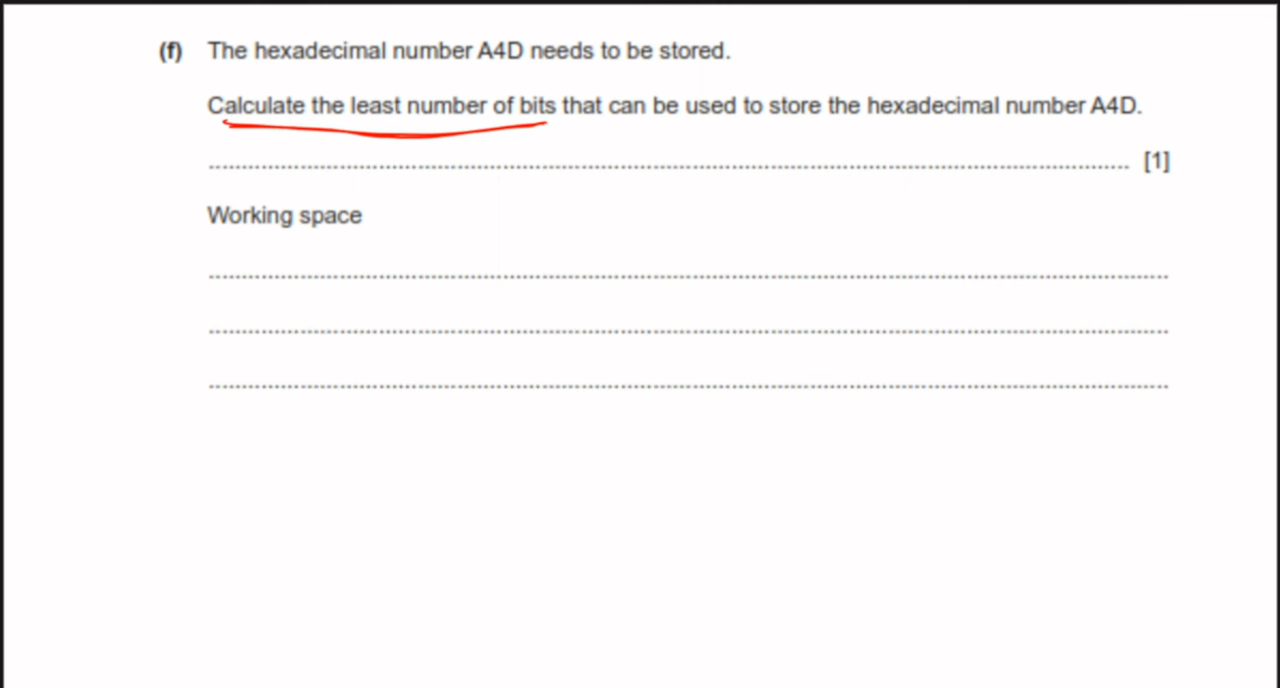 (f) The hexadecimal number A4D needs to be stored.
Calculate the least number of bits that can be used to store the hexadecimal number A4D.
[1]
Working space